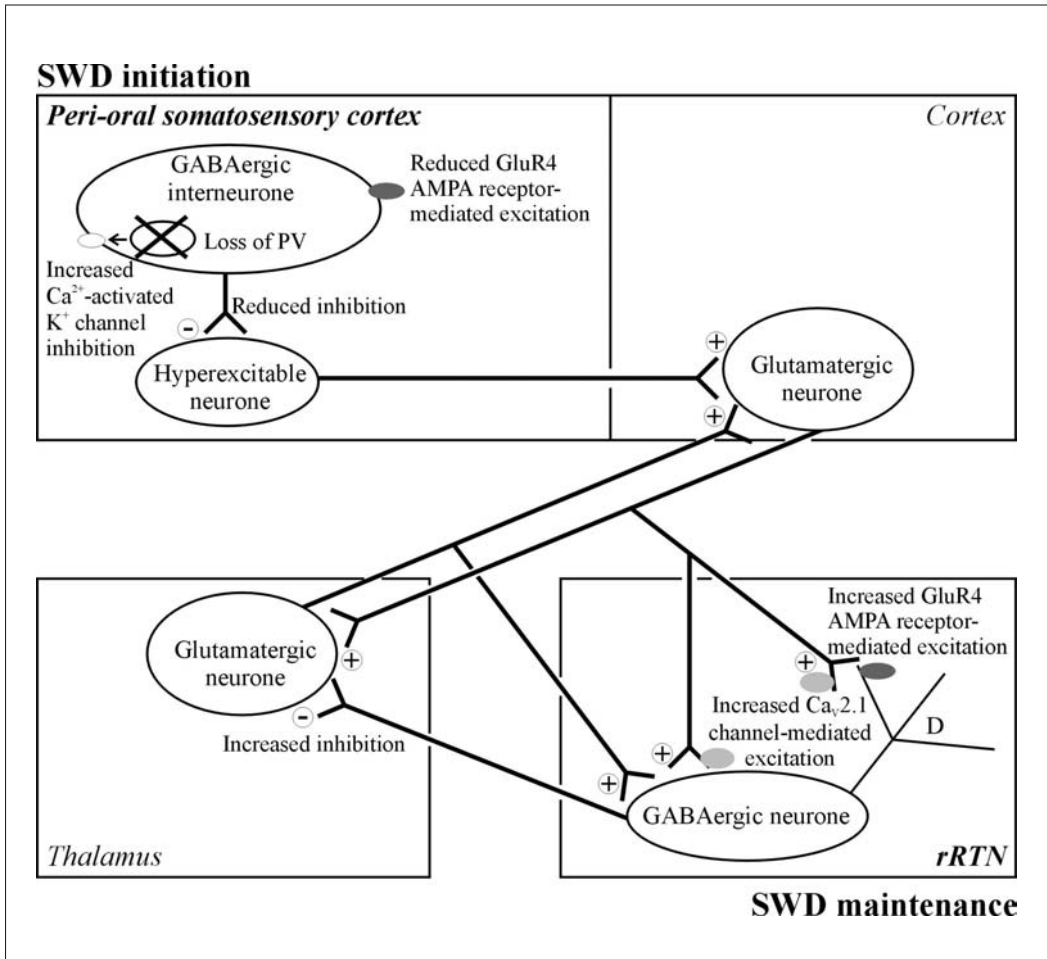 SWD initiation
Peri-oral somatosensory cortex
Cortex
GABAergic
interneurone
Reduced GluR4
AMPA receptor-
mediated excitation
Loss of PV
Increased
Ca²⁺-activated
K⁺ channel
inhibition
Reduced inhibition
-
Hyperexcitable
neurone
+
Glutamatergic
neurone
+
Glutamatergic
neurone
+
-
Increased inhibition
Thalamus
Increased GluR4
AMPA receptor-
mediated excitation
+
Increased Caᵥ2.1
channel-mediated
excitation
D
+
+
GABAergic neurone
rRTN
SWD maintenance